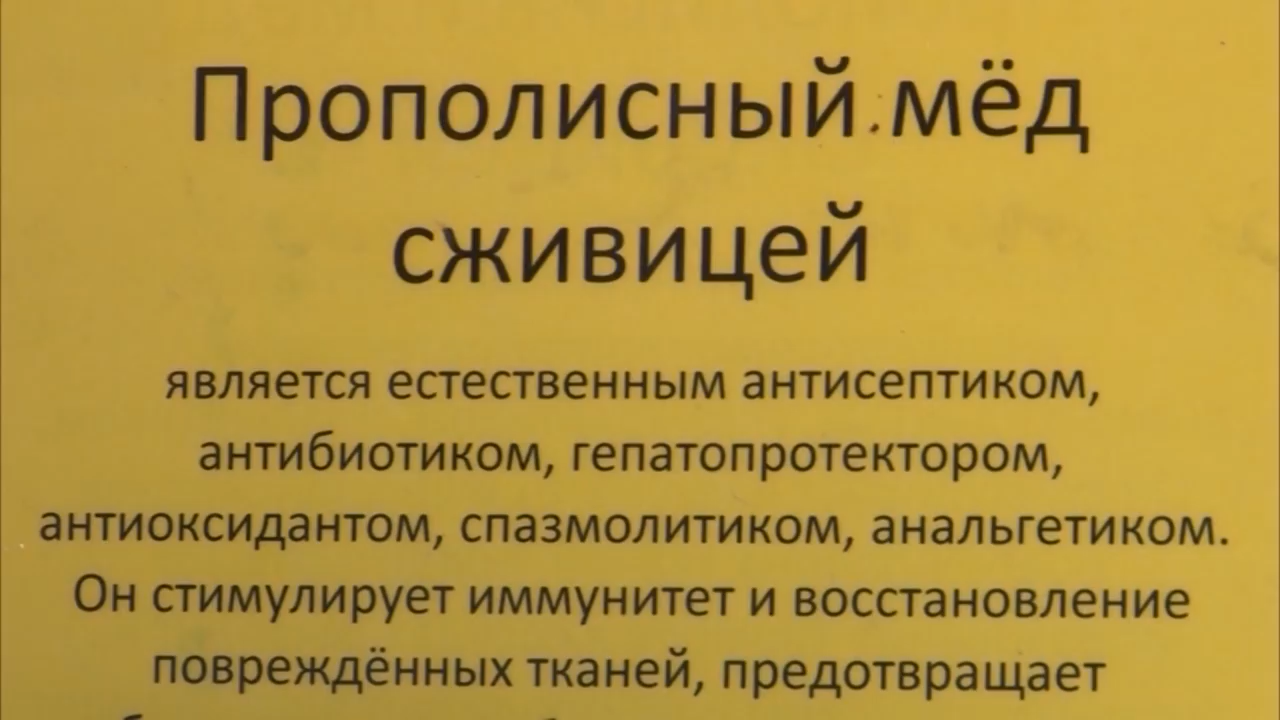 Прополисный мёд
сживицей
является естественным антисептиком,
антибиотиком, гепатопротектором,
антиоксидантом, спазмолитиком, анальгетиком.
Он стимулирует иммунитет и восстановление
повреждённых тканей, предотвращает